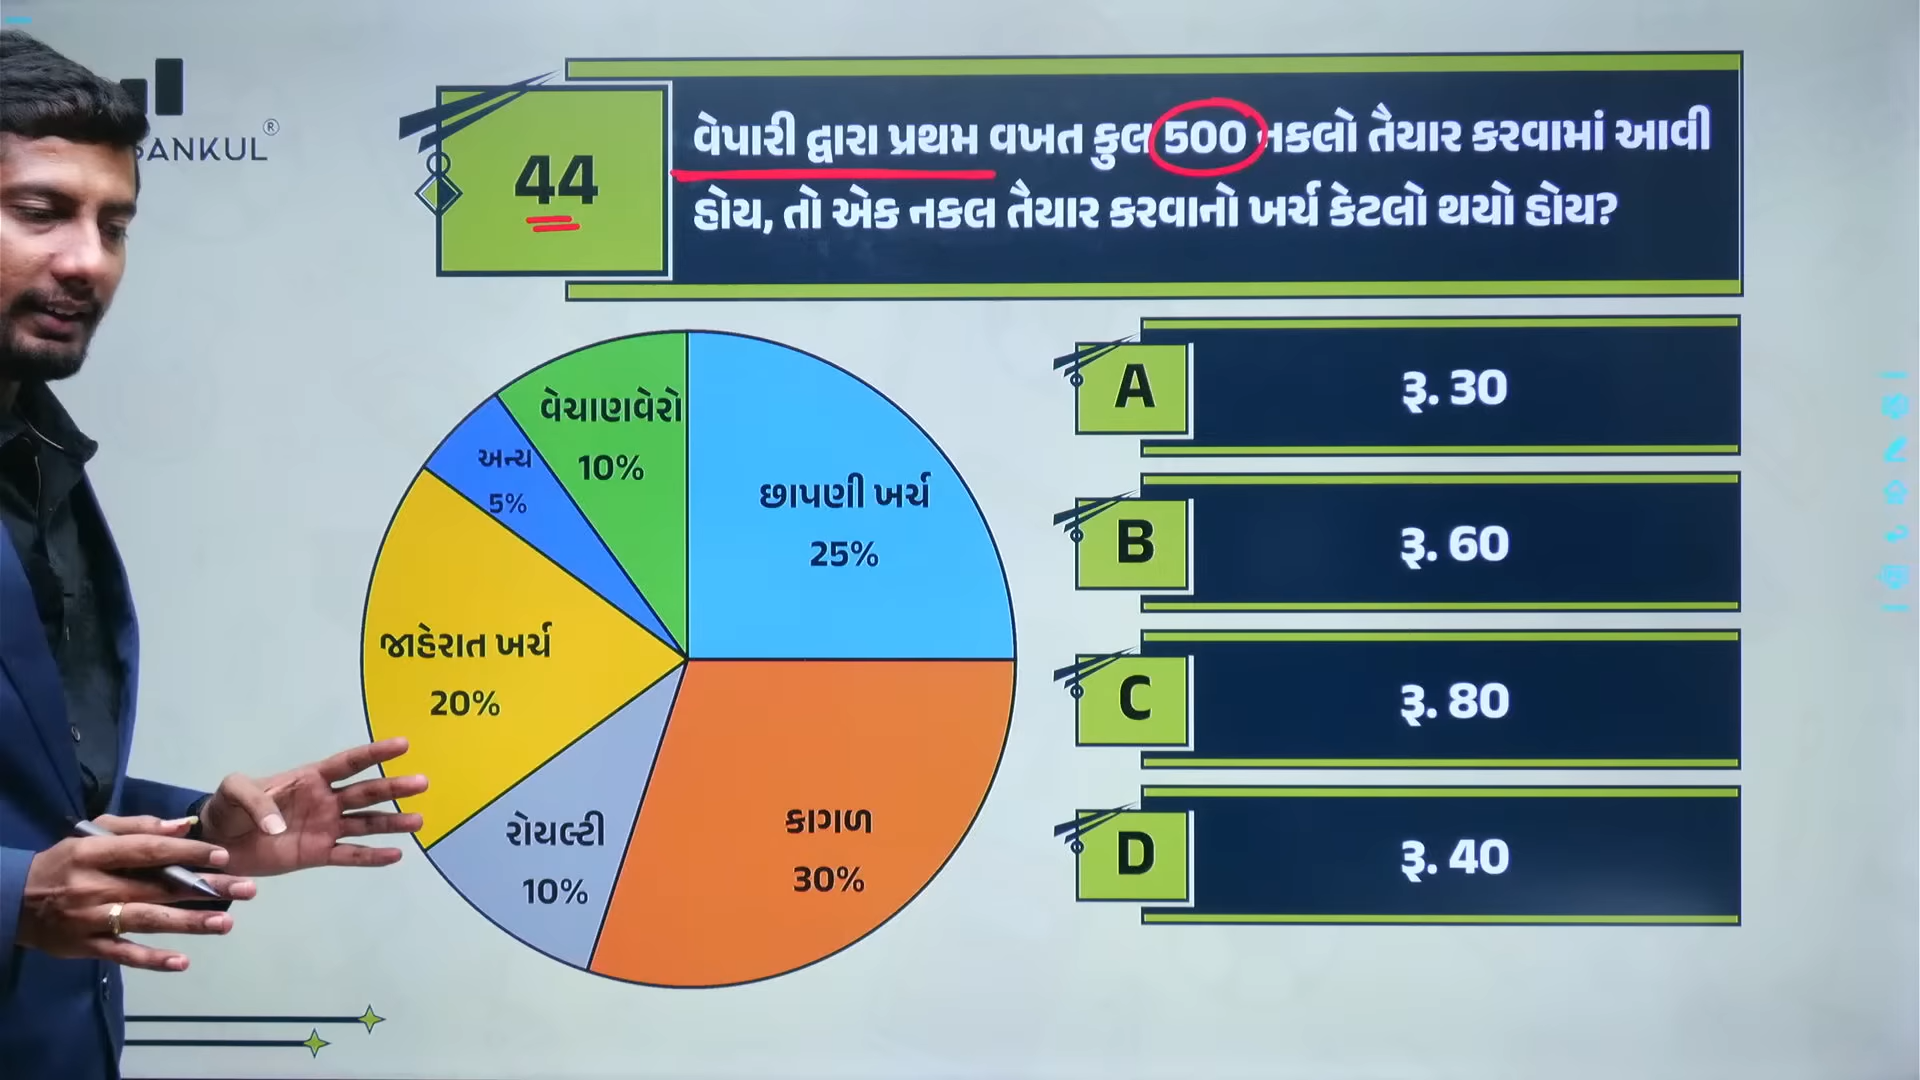 SANKUL®
44
વેપારી દ્વારા પ્રથમ વખત કુલ 500 નકલો તૈયાર કરવામાં આવી
હોય, તો એક નકલ તૈયાર કરવાનો ખર્ચ કેટલો થયો હોય?
વેચાણવેરો
10%
અન્ય
5%
છાપણી ખર્ચ
25%
જાહેરાત ખર્ચ
20%
રોયલ્ટી
10%
કાગળ
30%
A
રૂ. 30
B
રૂ. 60
C
રૂ. 80
D
રૂ. 40